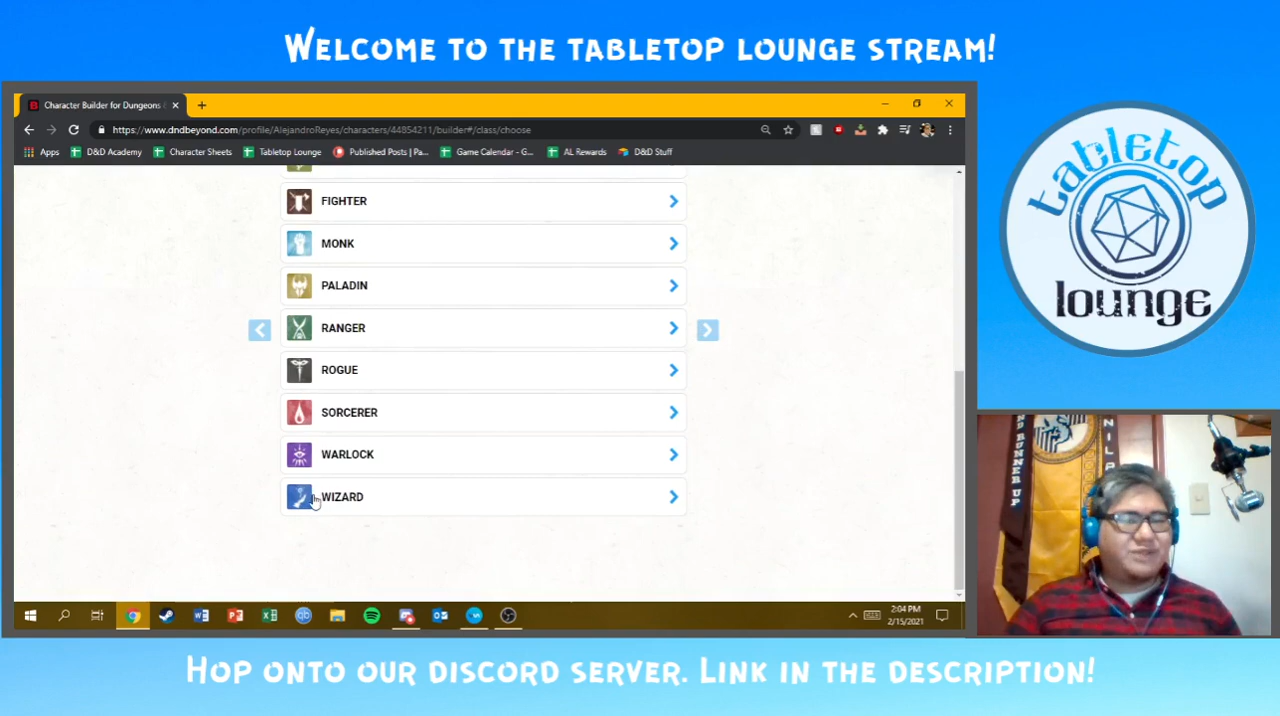 WELCOME TO THE TABLETOP LOUNGE STREAM!
Character Builder for Dungeons
https://www.dndbeyond.com/profile/AlejandroReyes/characters/44854211/builder#/class/choose
Apps D&D Academy Character Sheets Tabletop Lounge Published Posts | Pa... Game Calendar - G... AL Rewards D&D Stuff
FIGHTER
MONK
PALADIN
RANGER
ROGUE
SORCERER
WARLOCK
WIZARD
2:04 PM
2/15/2021
tabletop
lounge
RUNNER UP
NILA
HOP ONTO OUR DISCORD SERVER. LINK IN THE DESCRIPTION!